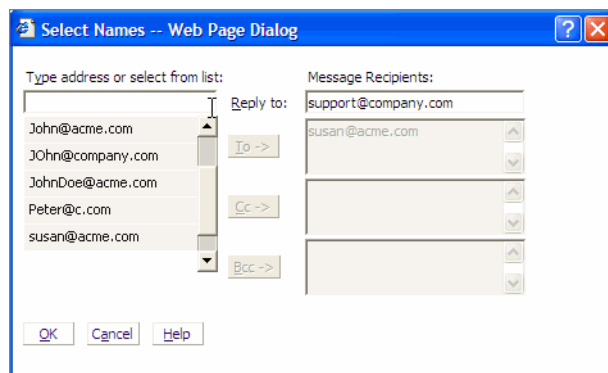 Select Names -- Web Page Dialog
Type address or select from list:
Message Recipients:
Reply to:
support@company.com
John@acme.com
JOhn@company.com
JohnDoe@acme.com
Peter@c.com
susan@acme.com
To ->
susan@acme.com
Cc ->
Bcc ->
OK
Cancel
Help